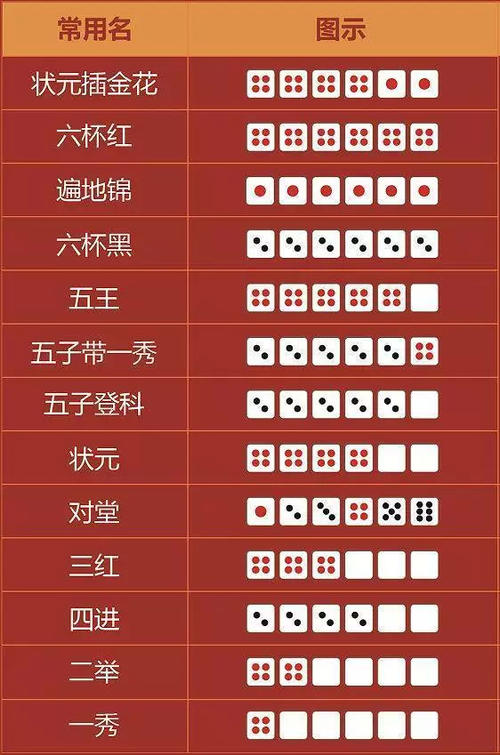 常用名 图示
状元插金花
六杯红
遍地锦
六杯黑
五王
五子带一秀
五子登科
状元
对堂
三红
四进
二举
一秀